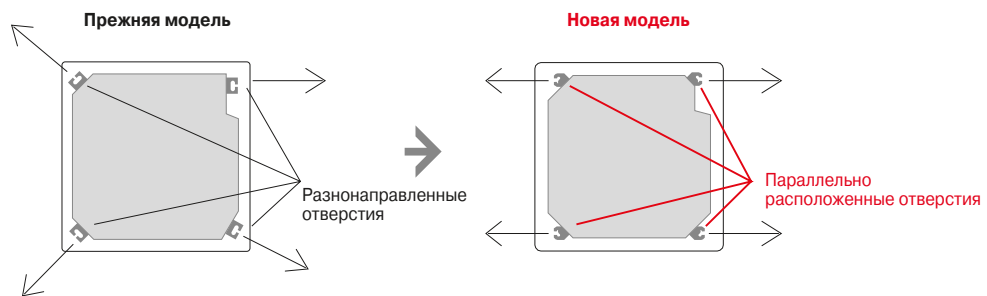 Прежняя модель
Новая модель
Разнонаправленные
отверстия
Параллельно
расположенные отверстия